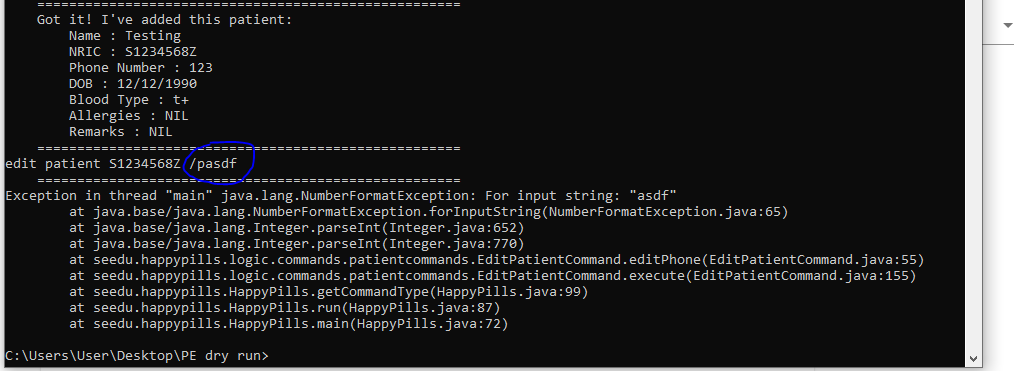 ====================================================
Got it! I've added this patient:
Name : Testing
NRIC : S1234568Z
Phone Number : 123
DOB : 12/12/1990
Blood Type : t+
Allergies : NIL
Remarks : NIL
====================================================
edit patient S1234568Z /pasdf
====================================================
Exception in thread "main" java.lang.NumberFormatException: For input string: "asdf"
at java.base/java.lang.NumberFormatException.forInputString(NumberFormatException.java:65)
at java.base/java.lang.Integer.parseInt(Integer.java:652)
at java.base/java.lang.Integer.parseInt(Integer.java:770)
at seedu.happypills.logic.commands.patientcommands.EditPatientCommand.editPhone(EditPatientCommand.java:55)
at seedu.happypills.logic.commands.patientcommands.EditPatientCommand.execute(EditPatientCommand.java:155)
at seedu.happypills.HappyPills.getCommandType(HappyPills.java:99)
at seedu.happypills.HappyPills.run(HappyPills.java:87)
at seedu.happypills.HappyPills.main(HappyPills.java:72)
C:\Users\User\Desktop\PE dry run>